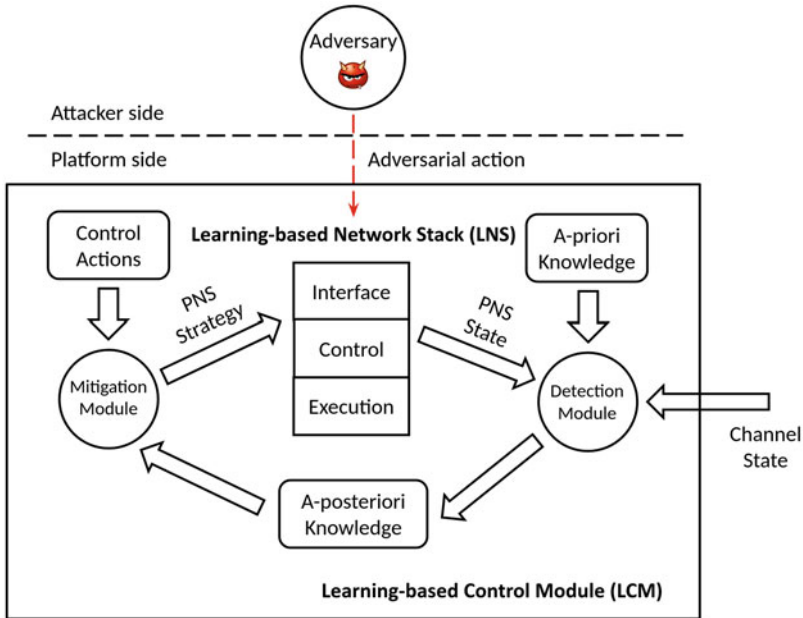 Adversary
Attacker side
Platform side
Adversarial action
Learning-based Network Stack (LNS)
Control
Actions
A-priori
Knowledge
PNS
Strategy
Interface
Control
Execution
PNS
State
Mitigation
Module
Detection
Module
Channel
State
A-posteriori
Knowledge
Learning-based Control Module (LCM)